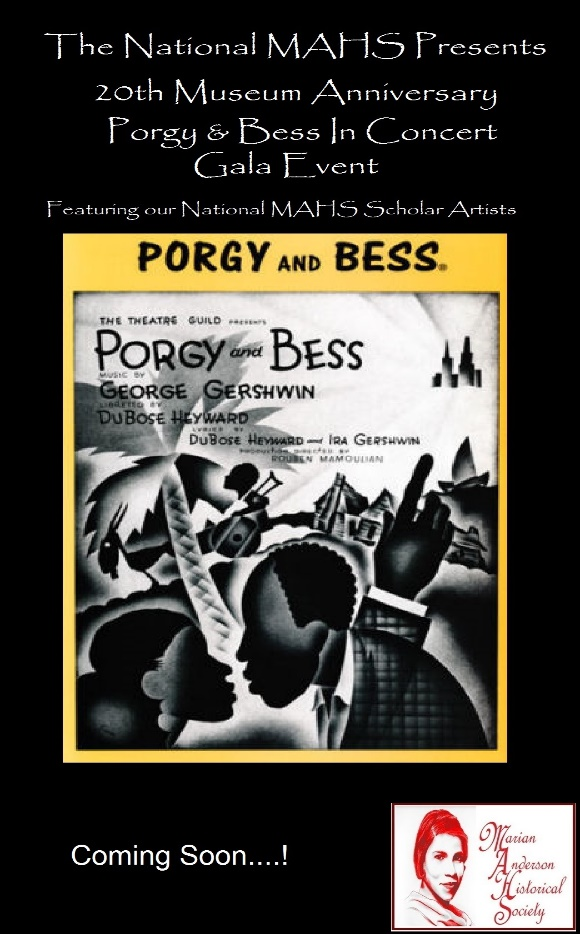 The National MAHS Presents
20th Museum Anniversary
Porgy & Bess In Concert
Gala Event
Featuring our National MAHS Scholar Artists
PORGY AND BESS®
THE THEATRE GUILD PRESENTS
PORGY and BESS
MUSIC BY
GEORGE GERSHWIN
LIBRETTO BY
DUBOSE HEYWARD
LYRICS BY
DUBOSE HEYWARD and IRA GERSHWIN
PRODUCTION DIRECTED BY
ROUBEN MAMOULIAN
Coming Soon....!
Marian
Anderson
Historical
Society